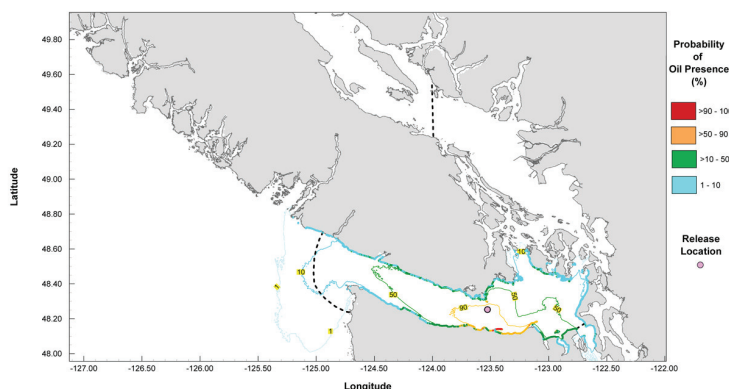 Latitude
49.80
49.60
49.40
49.20
49.00
48.80
48.60
48.40
48.20
48.00
10
10
50
50
90
1
-127.00
-126.50
-126.00
-125.50
-125.00
-124.50
-124.00
-123.50
-123.00
-122.50
-122.00
Longitude
Probability
of
Oil Presence
(%)
>90 - 100
>50 - 90
>10 - 50
1 - 10
Release
Location